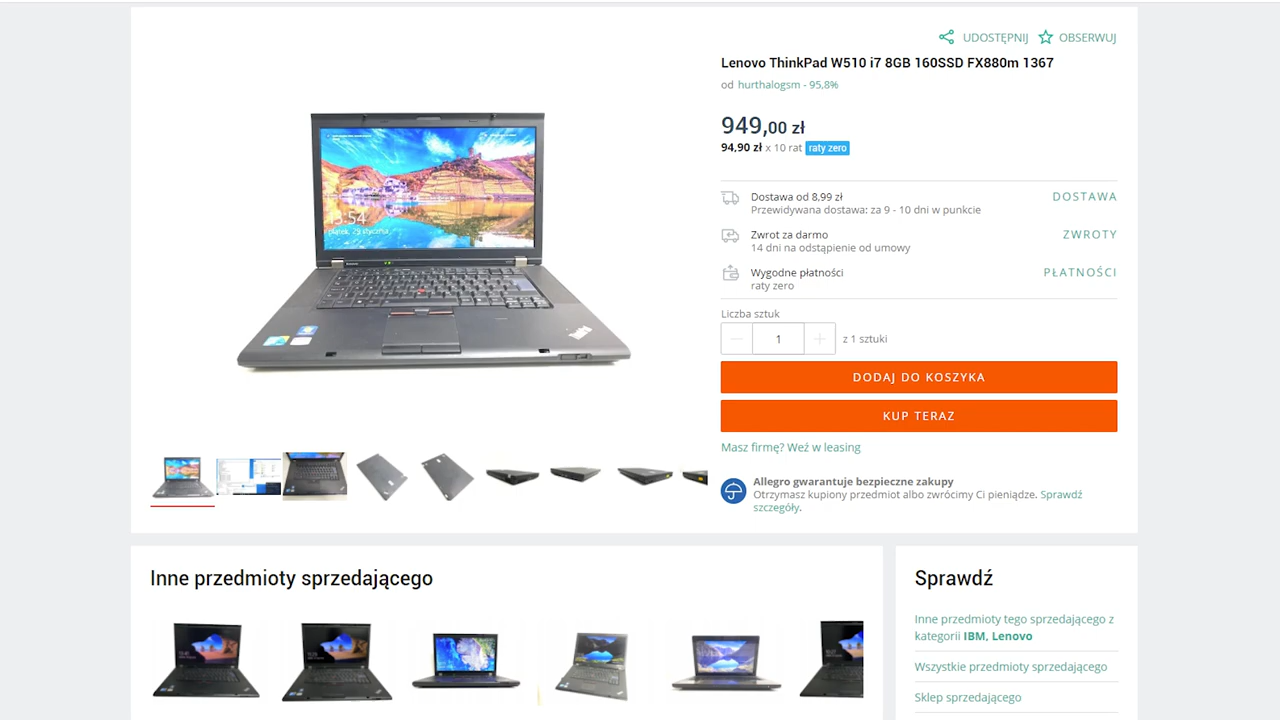 UDOSTĘPNIJ OBSERWUJ
Lenovo ThinkPad W510 i7 8GB 160SSD FX880m 1367
od hurthalogsm - 95,8%
949,00 zł
94,90 zł x 10 rat raty zero
Dostawa od 8,99 zł
DOSTAWA
Przewidywana dostawa: za 9 - 10 dni w punkcie
Zwrot za darmo
ZWROTY
14 dni na odstąpienie od umowy
Wygodne płatności
PŁATNOŚCI
raty zero
Liczba sztuk
1
z 1 sztuki
DODAJ DO KOSZYKA
KUP TERAZ
Masz firmę? Weź w leasing
Allegro gwarantuje bezpieczne zakupy
Otrzymasz kupiony przedmiot albo zwrócimy Ci pieniądze. Sprawdź
szczegóły.
Inne przedmioty sprzedającego
Sprawdź
Inne przedmioty tego sprzedającego z
kategorii IBM, Lenovo
Wszystkie przedmioty sprzedającego
Sklep sprzedającego